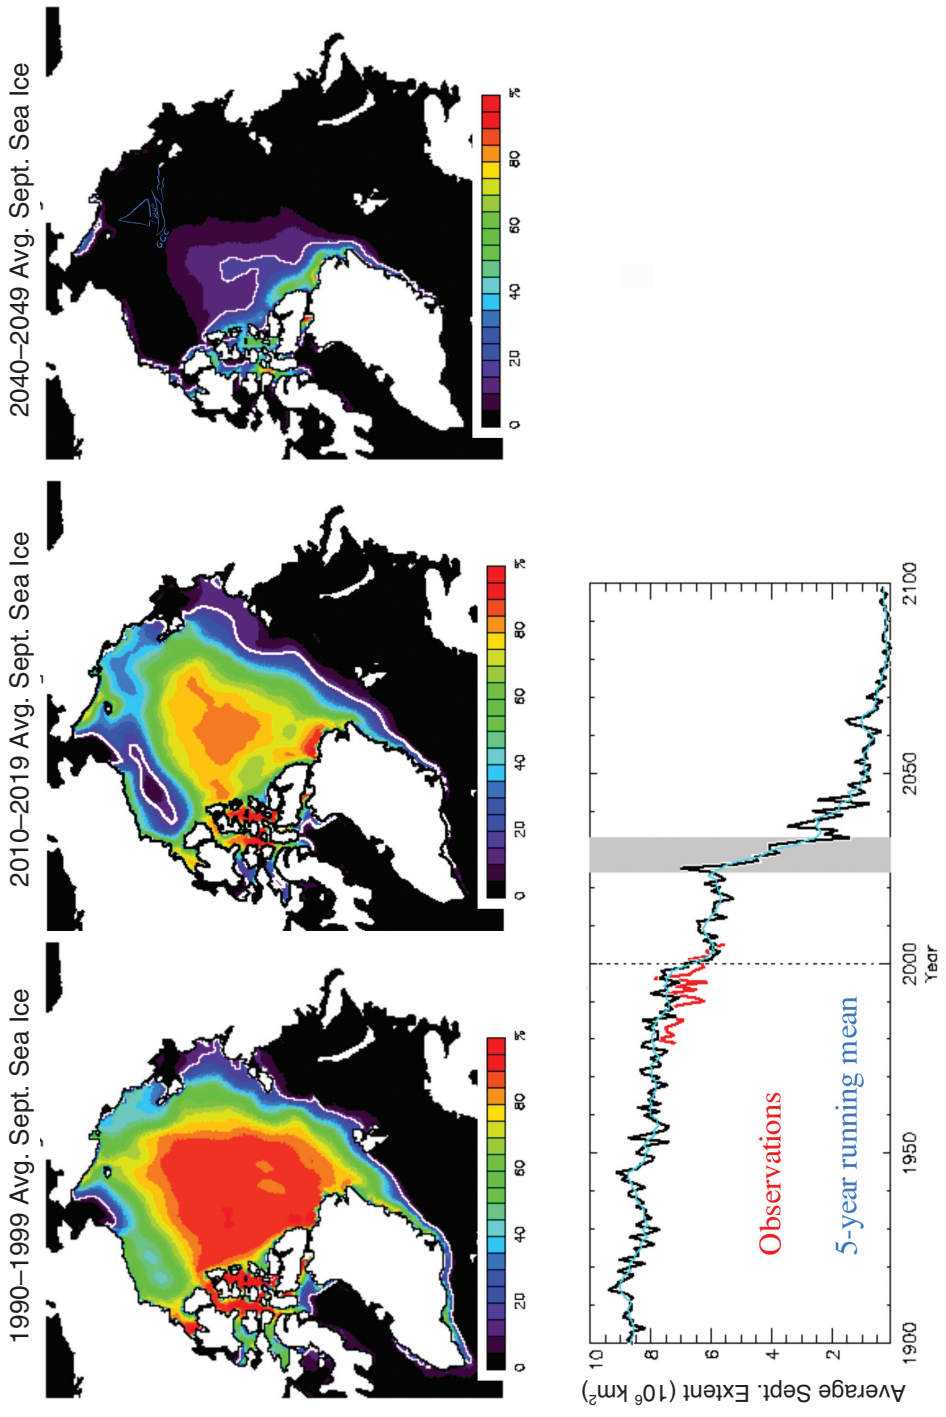 1990–1999 Avg. Sept. Sea Ice
0 20 40 60 80 %
2010–2019 Avg. Sept. Sea Ice
0 20 40 60 80 %
2040–2049 Avg. Sept. Sea Ice
0 20 40 60 80 %
Average Sept. Extent (10⁶ km²)
10
8
6
4
2
0
Observations
5-year running mean
1900 1950 2000 2050 2100
Year